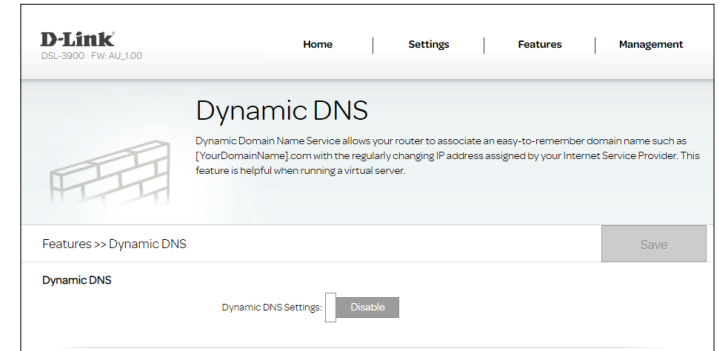 D-Link
DSL-3900 FW:AU_1.00
Home
Settings
Features
Management
Dynamic DNS
Dynamic Domain Name Service allows your router to associate an easy-to-remember domain name such as
[YourDomainName].com with the regularly changing IP address assigned by your Internet Service Provider. This
feature is helpful when running a virtual server.
Features >> Dynamic DNS
Save
Dynamic DNS
Dynamic DNS Settings: Disable